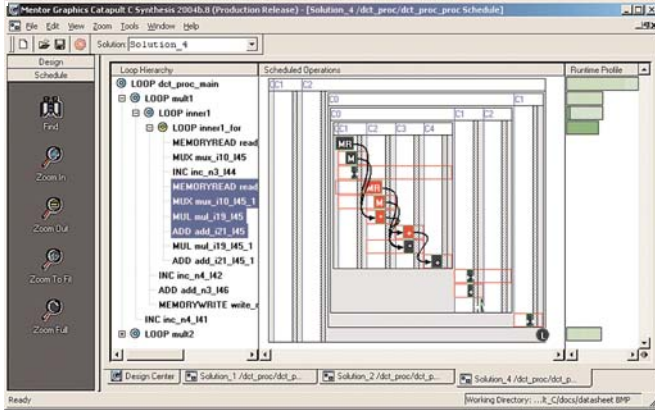 Mentor Graphics Catapult C Synthesis 2004b.8 (Production Release) - [Solution_4 /dct_proc/dct_proc_proc Schedule]
File Edit View Zoom Tools Window Help
Solution: Solution_4
Design
Schedule
Find
Zoom In
Zoom Out
Zoom To Fit
Zoom Full
Loop Hierarchy
LOOP dct_proc_main
LOOP mult1
LOOP inner1
LOOP inner1_for
MEMORYREAD read
MUX mux_i10_l45
INC inc_n3_l44
MEMORYREAD read
MUX mux_i10_l45_1
MUL mul_i19_l45
ADD add_i21_l45
MUL mul_i19_l45_1
ADD add_i21_l45_1
INC inc_n4_l42
ADD add_n3_l46
MEMORYWRITE write_
INC inc_n4_l41
LOOP mult2
Scheduled Operations
CC1 C2
C0 C1
C0 C1 C2
CC1 C2 C3 C4
MR
M
MR
M
L
Runtime Profile
Design Center
Solution_1 /dct_proc/dct_p...
Solution_2 /dct_proc/dct_p...
Solution_4 /dct_proc/dct_p...
Ready
Working Directory: ...lt_C/docs/datasheet BMP